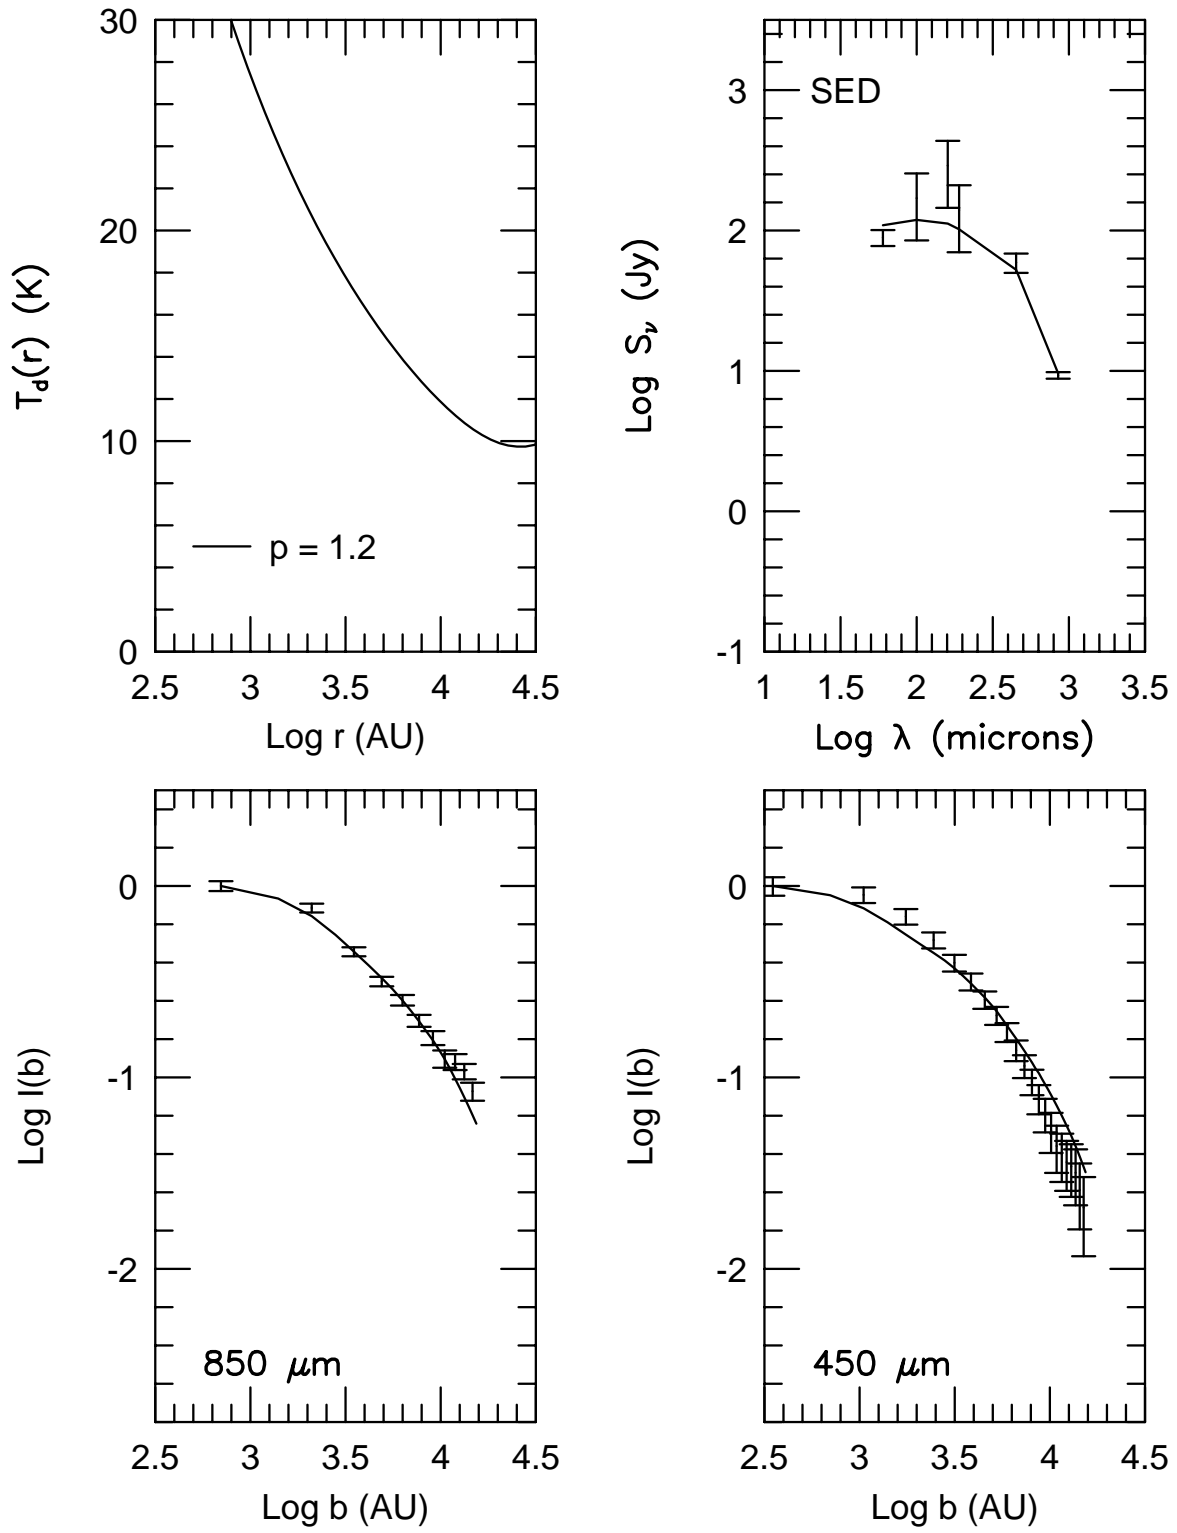 30
20
10
0
T_d(r) (K)
p = 1.2
2.5 3 3.5 4 4.5
Log r (AU)
SED
3
2
1
0
-1
Log S_ν (Jy)
1 1.5 2 2.5 3 3.5
Log λ (microns)
0
-1
-2
Log I(b)
850 μm
2.5 3 3.5 4 4.5
Log b (AU)
0
-1
-2
Log I(b)
450 μm
2.5 3 3.5 4 4.5
Log b (AU)